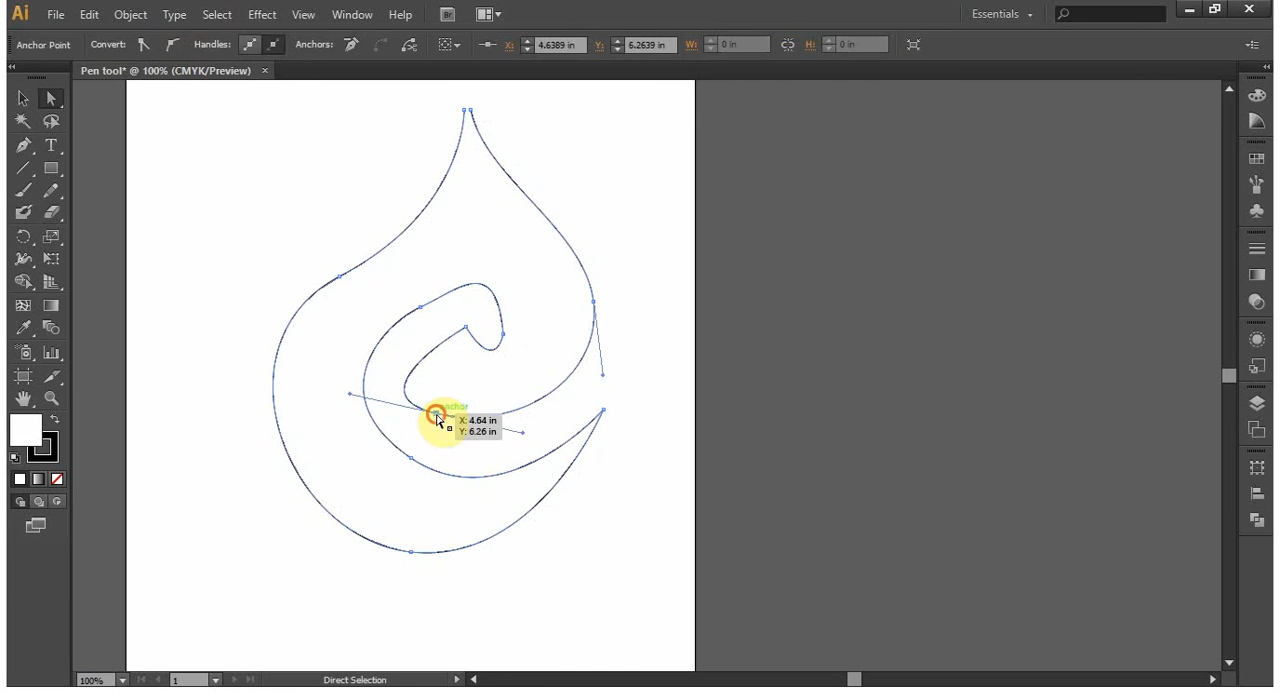 Ai File Edit Object Type Select Effect View Window Help Br Essentials
Anchor Point Convert: Handles: Anchors: X: 4.6389 in Y: 6.2639 in W: 0 in H: 0 in
Pen tool* @ 100% (CMYK/Preview) ×
T
anchor
X: 4.64 in
Y: 6.26 in
100% 1 Direct Selection